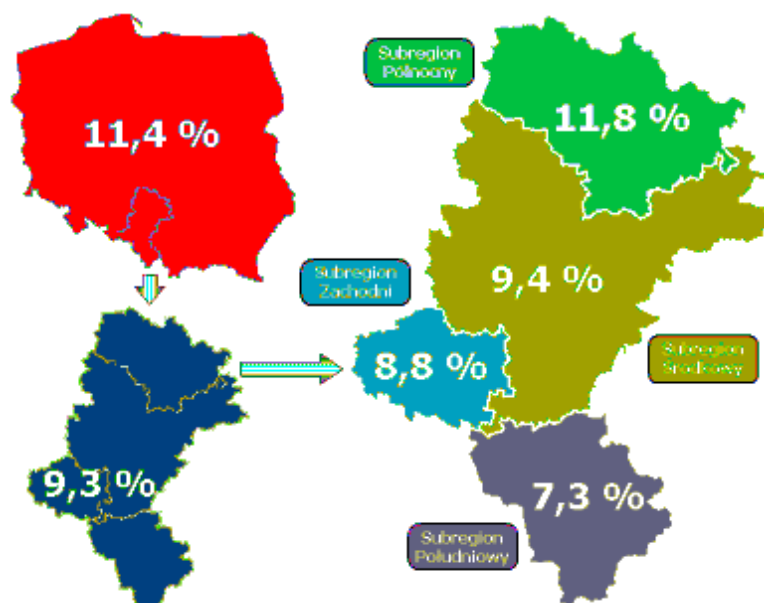 11,4 %
Subregion
Północny
11,8 %
Subregion
Zachodni
9,4 %
8,8 %
Subregion
Środkowy
9,3 %
7,3 %
Subregion
Południowy